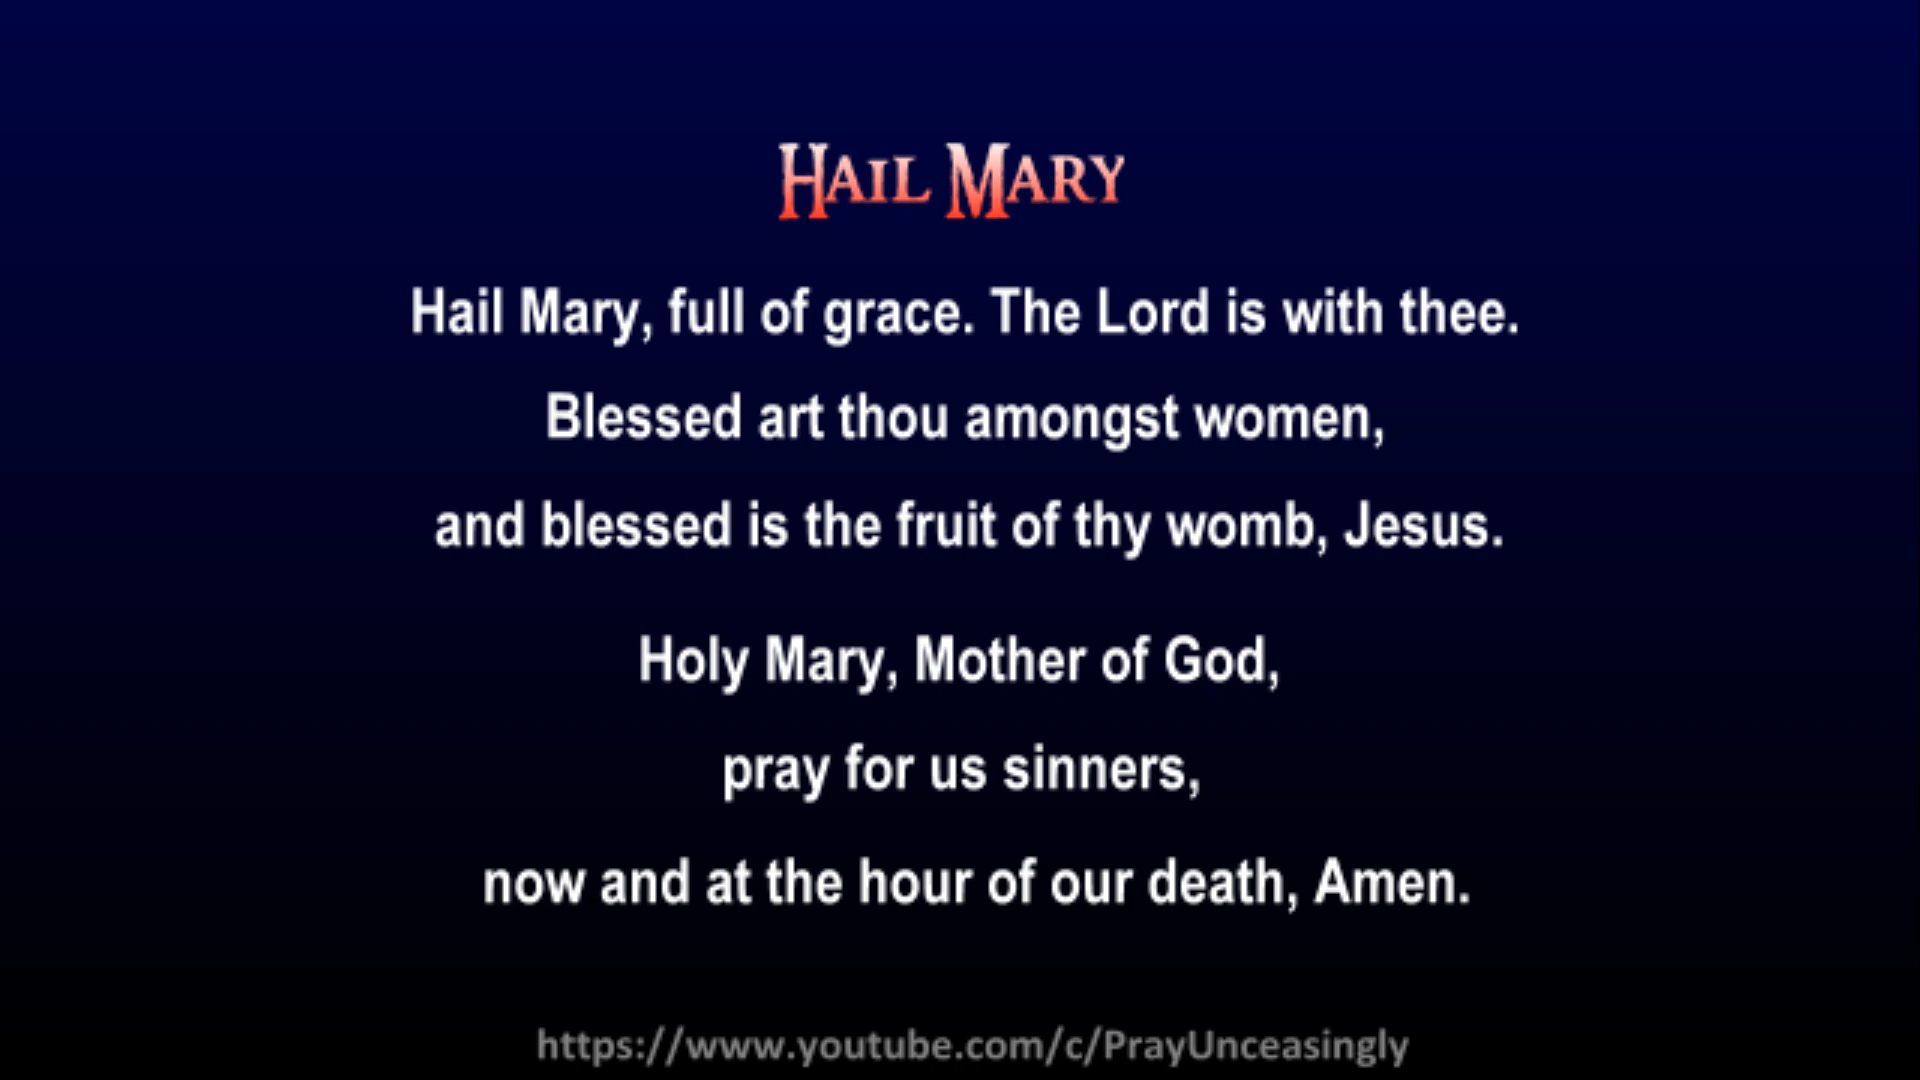 HAIL MARY
Hail Mary, full of grace. The Lord is with thee.
Blessed art thou amongst women,
and blessed is the fruit of thy womb, Jesus.
Holy Mary, Mother of God,
pray for us sinners,
now and at the hour of our death, Amen.
https://www.youtube.com/c/PrayUnceasingly